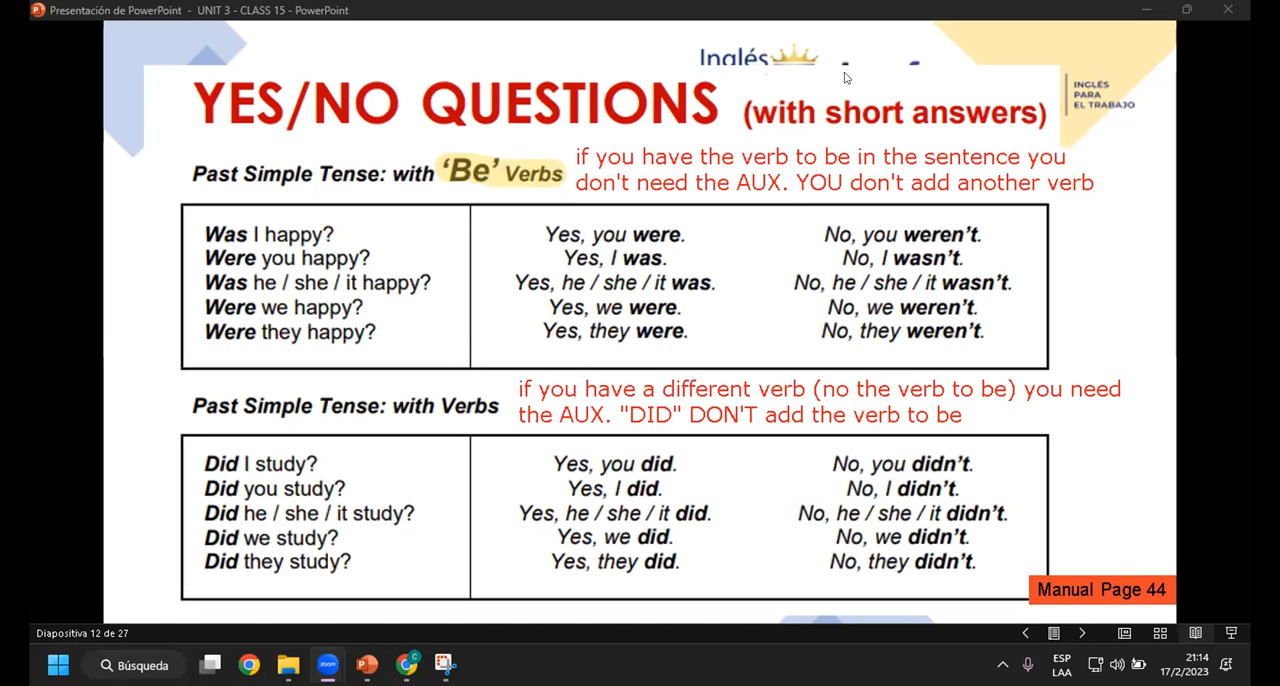 Presentación de PowerPoint - UNIT 3 - CLASS 15 - PowerPoint
Inglés
INGLÉS
PARA
EL TRABAJO
YES/NO QUESTIONS (with short answers)
Past Simple Tense: with ‘Be’ Verbs
if you have the verb to be in the sentence you
don't need the AUX. YOU don't add another verb
Was I happy? Yes, you were. No, you weren’t.
Were you happy? Yes, I was. No, I wasn’t.
Was he / she / it happy? Yes, he / she / it was. No, he / she / it wasn’t.
Were we happy? Yes, we were. No, we weren’t.
Were they happy? Yes, they were. No, they weren’t.
Past Simple Tense: with Verbs
if you have a different verb (no the verb to be) you need
the AUX. "DID" DON'T add the verb to be
Did I study? Yes, you did. No, you didn’t.
Did you study? Yes, I did. No, I didn’t.
Did he / she / it study? Yes, he / she / it did. No, he / she / it didn’t.
Did we study? Yes, we did. No, we didn’t.
Did they study? Yes, they did. No, they didn’t.
Manual Page 44
Diapositiva 12 de 27
Búsqueda
ESP
LAA
21:14
17/2/2023